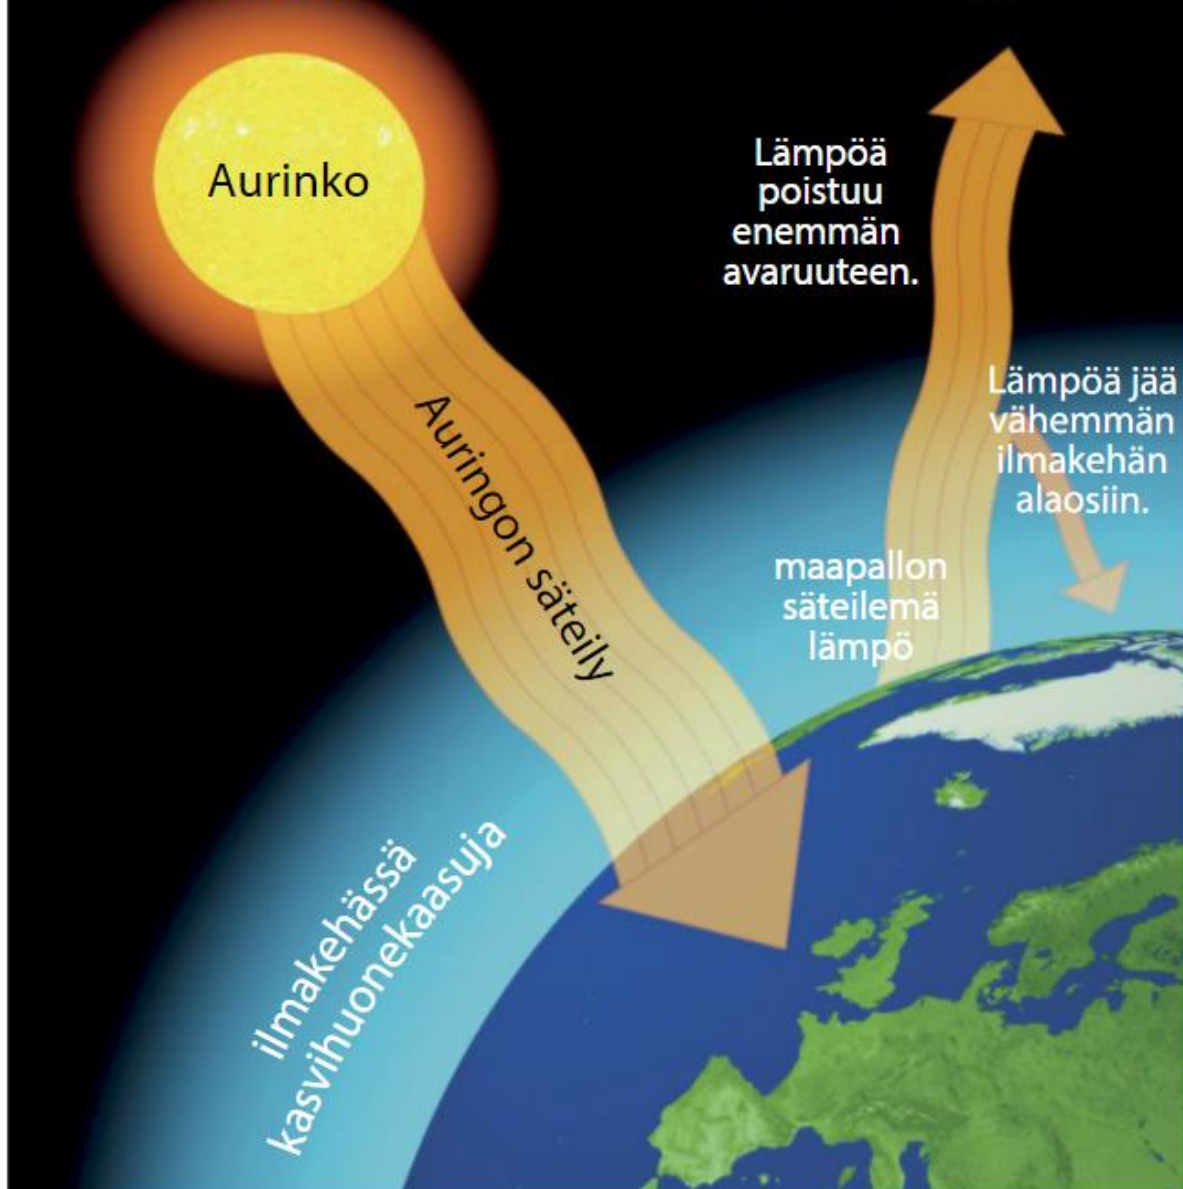 Aurinko
Auringon säteily
Lämpöä
poistuu
enemmän
avaruuteen.
Lämpöä jää
vähemmän
ilmakehän
alaosiin.
maapallon
säteilemä
lämpö
ilmakehässä
kasvihuonekaasuja